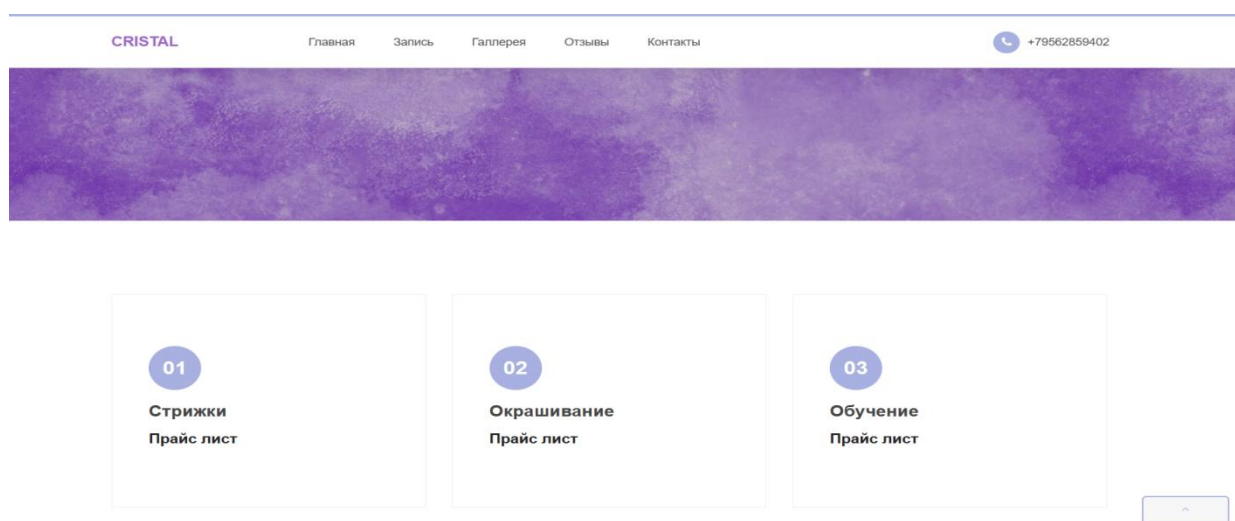 CRISTAL Главная Запись Галлерея Отзывы Контакты +79562859402
01
Стрижки
Прайс лист
02
Окрашивание
Прайс лист
03
Обучение
Прайс лист